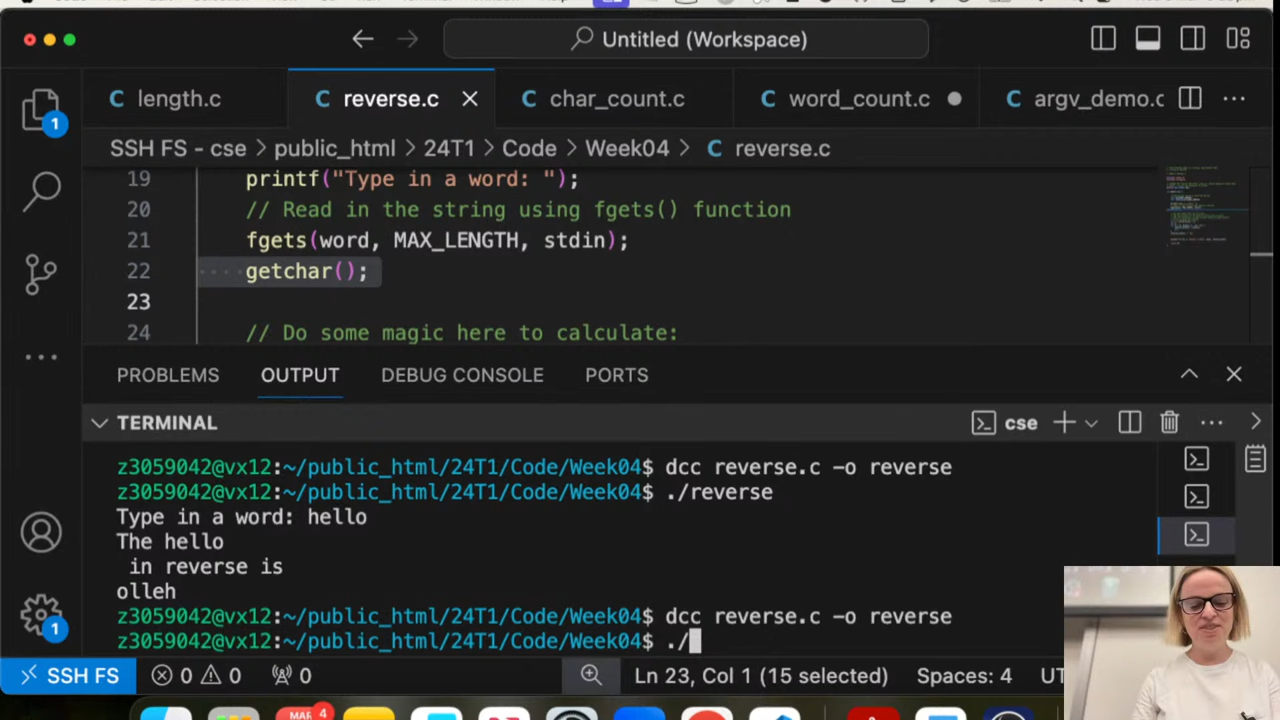 Untitled (Workspace)
C length.c
C reverse.c
C char_count.c
C word_count.c
C argv_demo.c
SSH FS - cse > public_html > 24T1 > Code > Week04 > C reverse.c
19 printf("Type in a word: ");
20 // Read in the string using fgets() function
21 fgets(word, MAX_LENGTH, stdin);
22 getchar();
23
24 // Do some magic here to calculate:
1
PROBLEMS OUTPUT DEBUG CONSOLE PORTS
TERMINAL
cse
z3059042@vx12:~/public_html/24T1/Code/Week04$ dcc reverse.c -o reverse
z3059042@vx12:~/public_html/24T1/Code/Week04$ ./reverse
Type in a word: hello
The hello
in reverse is
olleh
z3059042@vx12:~/public_html/24T1/Code/Week04$ dcc reverse.c -o reverse
z3059042@vx12:~/public_html/24T1/Code/Week04$ ./
1
SSH FS 0 0 0 Ln 23, Col 1 (15 selected) Spaces: 4
MAR 4